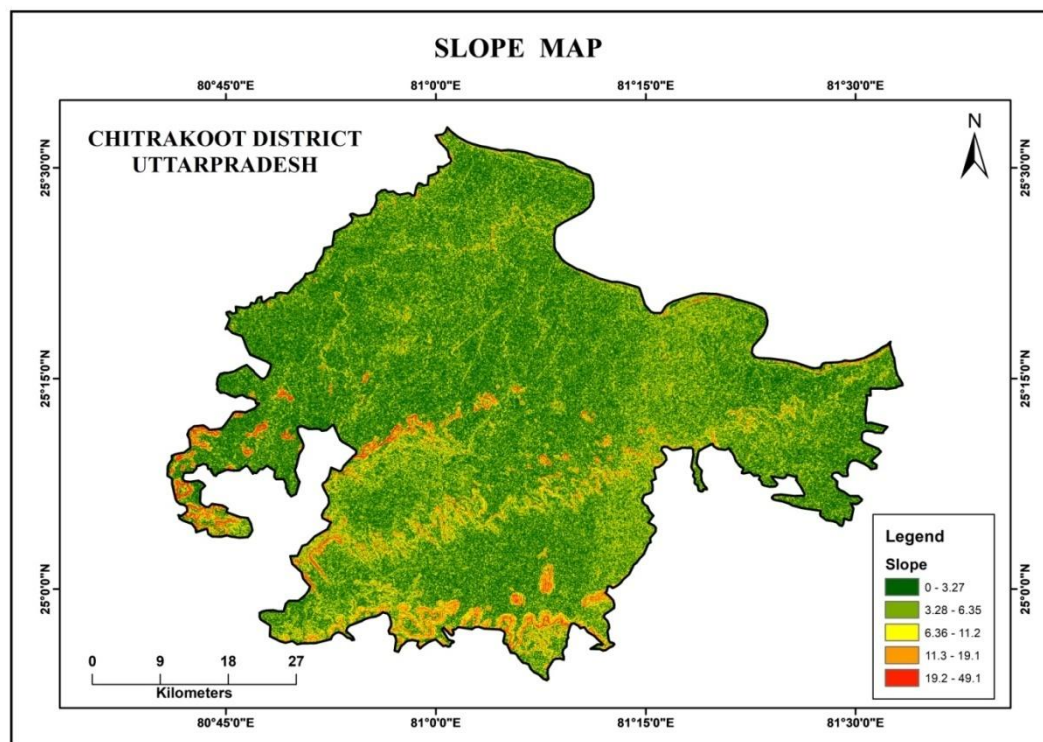 SLOPE MAP
80°45'0"E 81°0'0"E 81°15'0"E 81°30'0"E
CHITRAKOOT DISTRICT
UTTARPRADESH
N
25°30'0"N 25°30'0"N
25°15'0"N 25°15'0"N
25°0'0"N 25°0'0"N
Legend
Slope
0 - 3.27
3.28 - 6.35
6.36 - 11.2
11.3 - 19.1
19.2 - 49.1
0 9 18 27
Kilometers
80°45'0"E 81°0'0"E 81°15'0"E 81°30'0"E